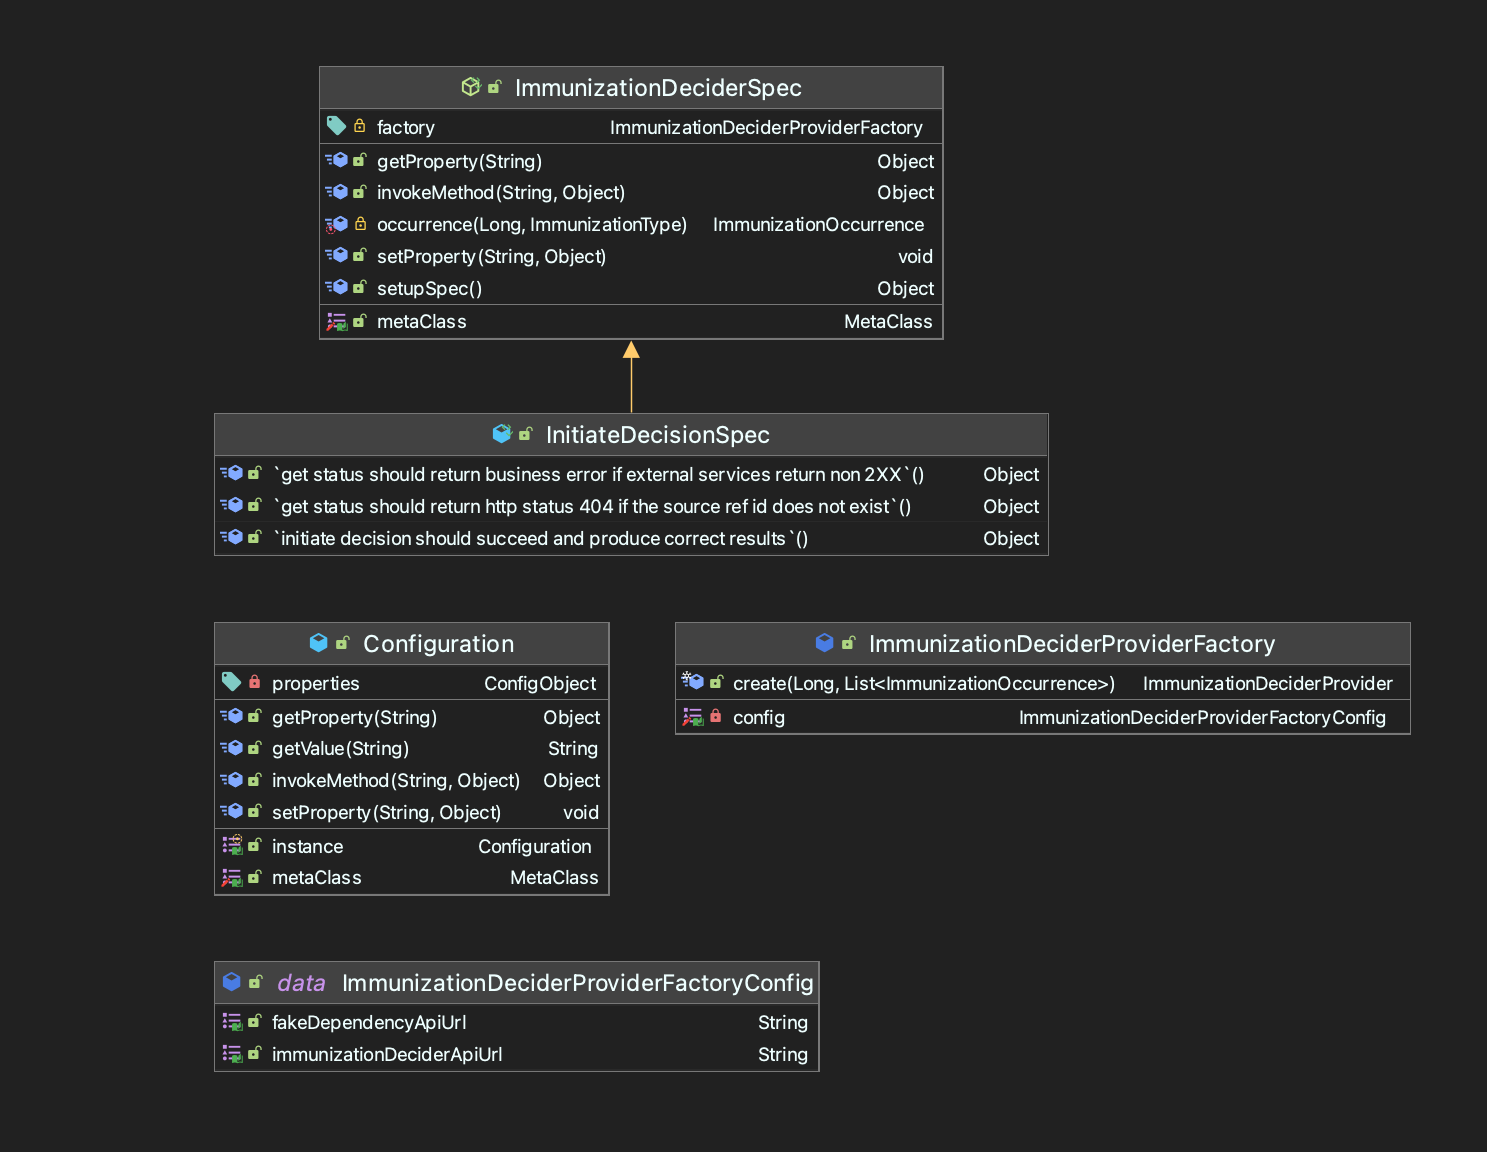 ImmunizationDeciderSpec
factory ImmunizationDeciderProviderFactory
getProperty(String) Object
invokeMethod(String, Object) Object
occurrence(Long, ImmunizationType) ImmunizationOccurrence
setProperty(String, Object) void
setupSpec() Object
metaClass MetaClass
InitiateDecisionSpec
`get status should return business error if external services return non 2XX`() Object
`get status should return http status 404 if the source ref id does not exist`() Object
`initiate decision should succeed and produce correct results`() Object
Configuration
properties ConfigObject
getProperty(String) Object
getValue(String) String
invokeMethod(String, Object) Object
setProperty(String, Object) void
instance Configuration
metaClass MetaClass
ImmunizationDeciderProviderFactory
create(Long, List<ImmunizationOccurrence>) ImmunizationDeciderProvider
config ImmunizationDeciderProviderFactoryConfig
data ImmunizationDeciderProviderFactoryConfig
fakeDependencyApiUrl String
immunizationDeciderApiUrl String